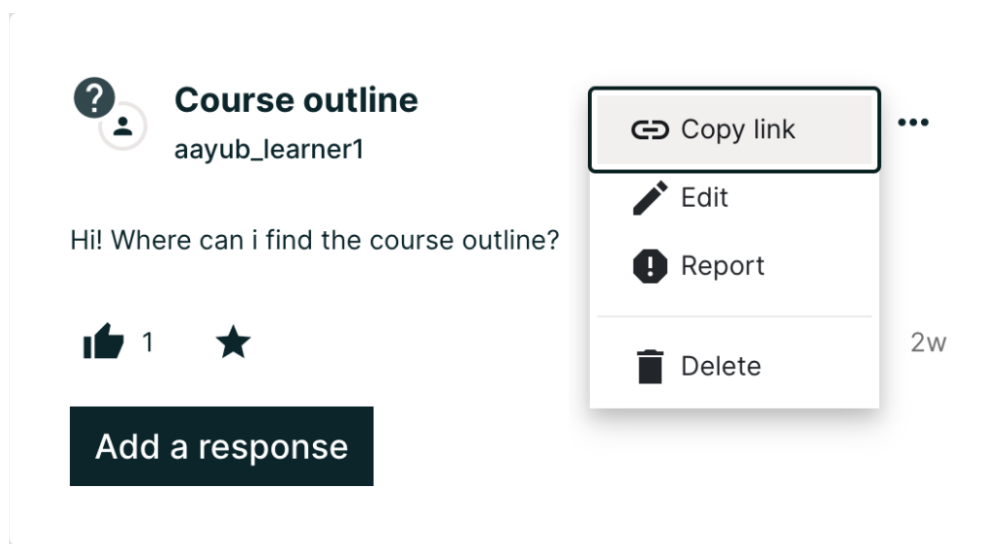 Course outline
aayub_learner1
Hi! Where can i find the course outline?
1
Add a response
Copy link
Edit
Report
Delete
2w